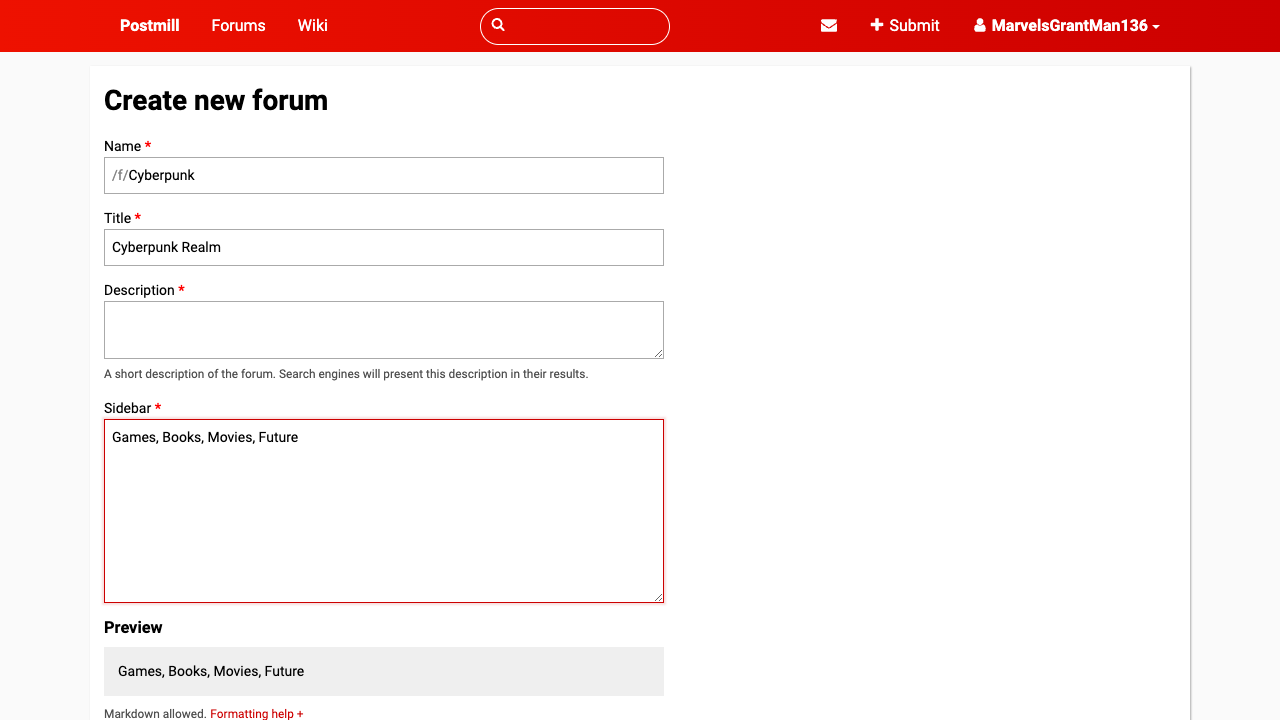 Postmill Forums Wiki Submit MarvelsGrantMan136
Create new forum
Name *
/f/Cyberpunk
Title *
Cyberpunk Realm
Description *
A short description of the forum. Search engines will present this description in their results.
Sidebar *
Games, Books, Movies, Future
Preview
Games, Books, Movies, Future
Markdown allowed. Formatting help +